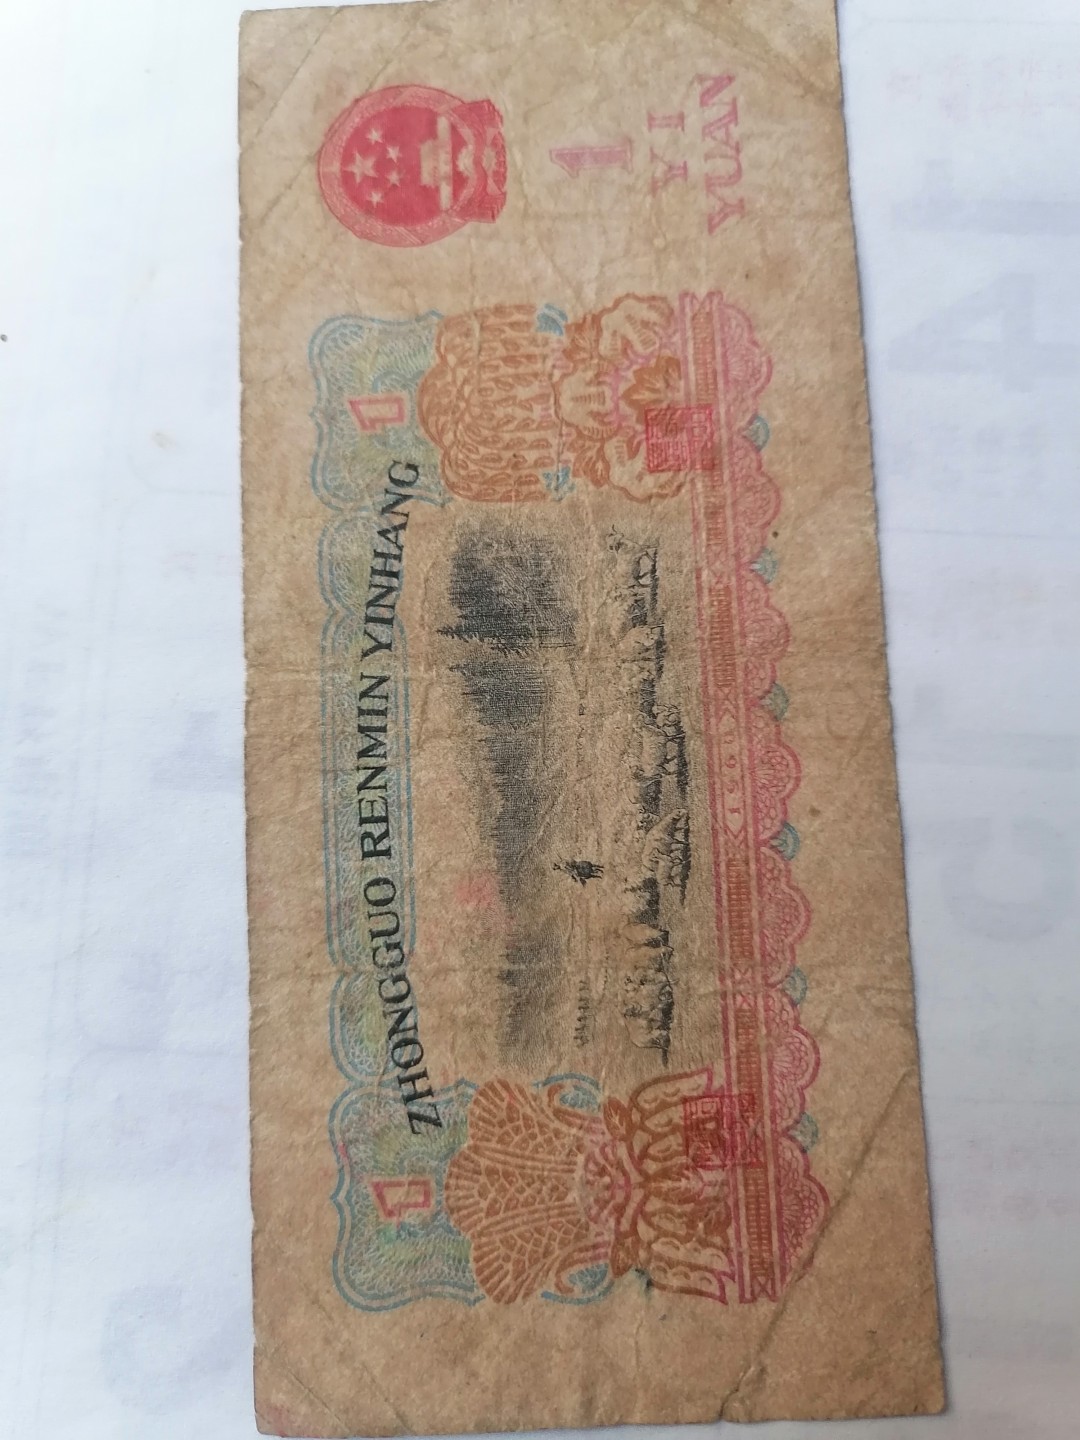 ZHONGGUO RENMIN YINHANG
1
1
1
YI
YUAN
1960